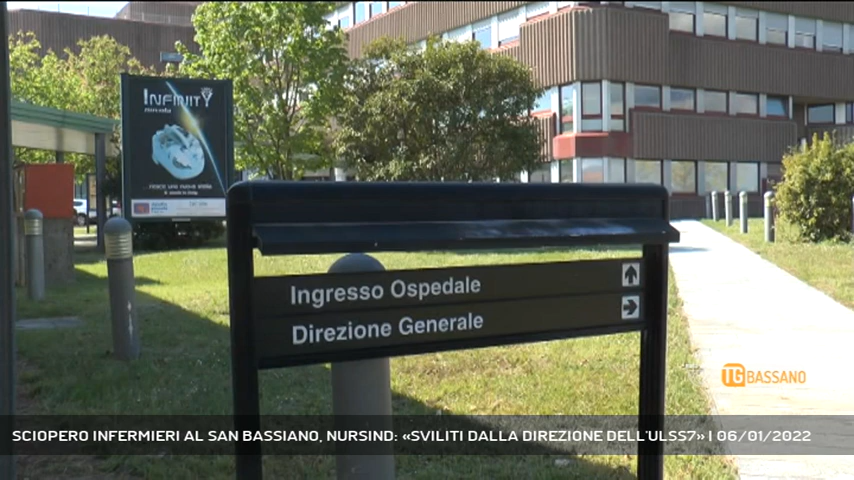 INFINITY
Ingresso Ospedale
Direzione Generale
TG BASSANO
SCIOPERO INFERMIERI AL SAN BASSIANO, NURSIND: «SVILITI DALLA DIREZIONE DELL'ULSS7» | 06/01/2022